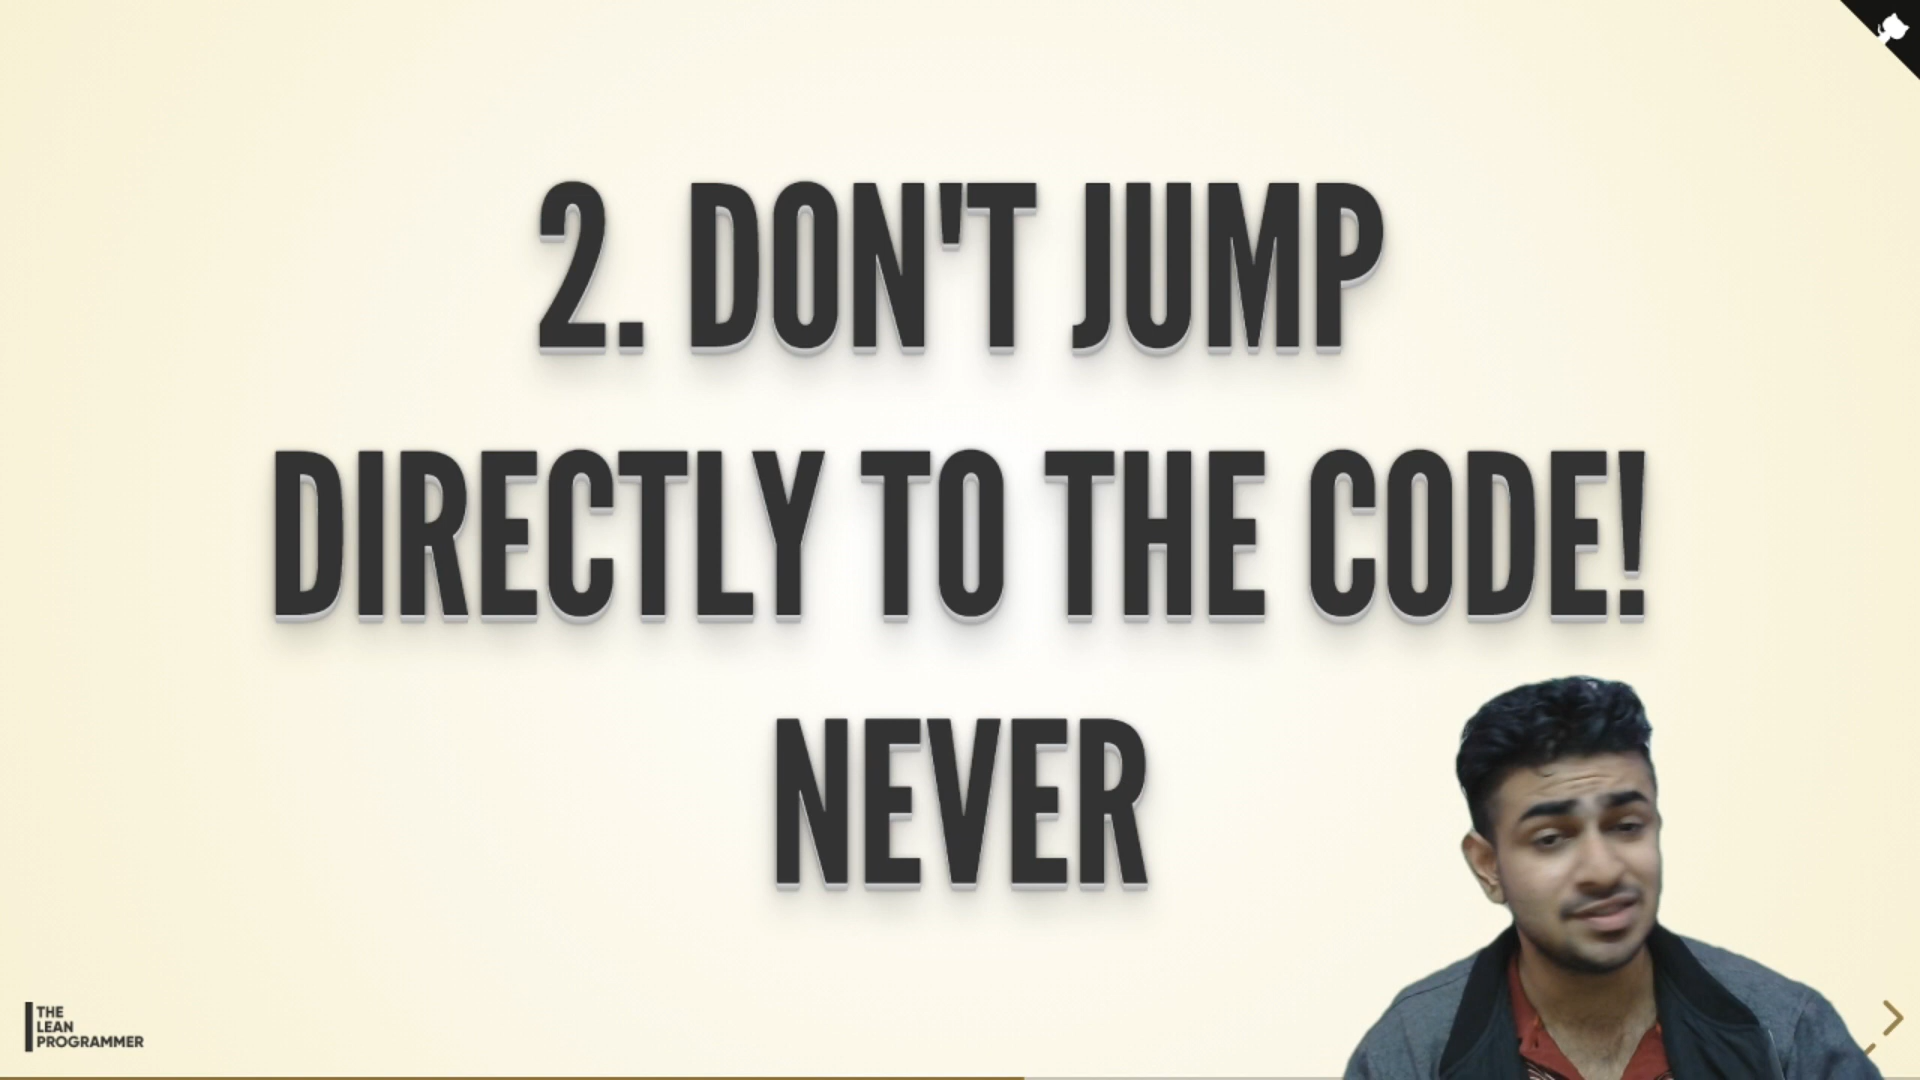 2. DON'T JUMP
DIRECTLY TO THE CODE!
NEVER
THE
LEAN
PROGRAMMER